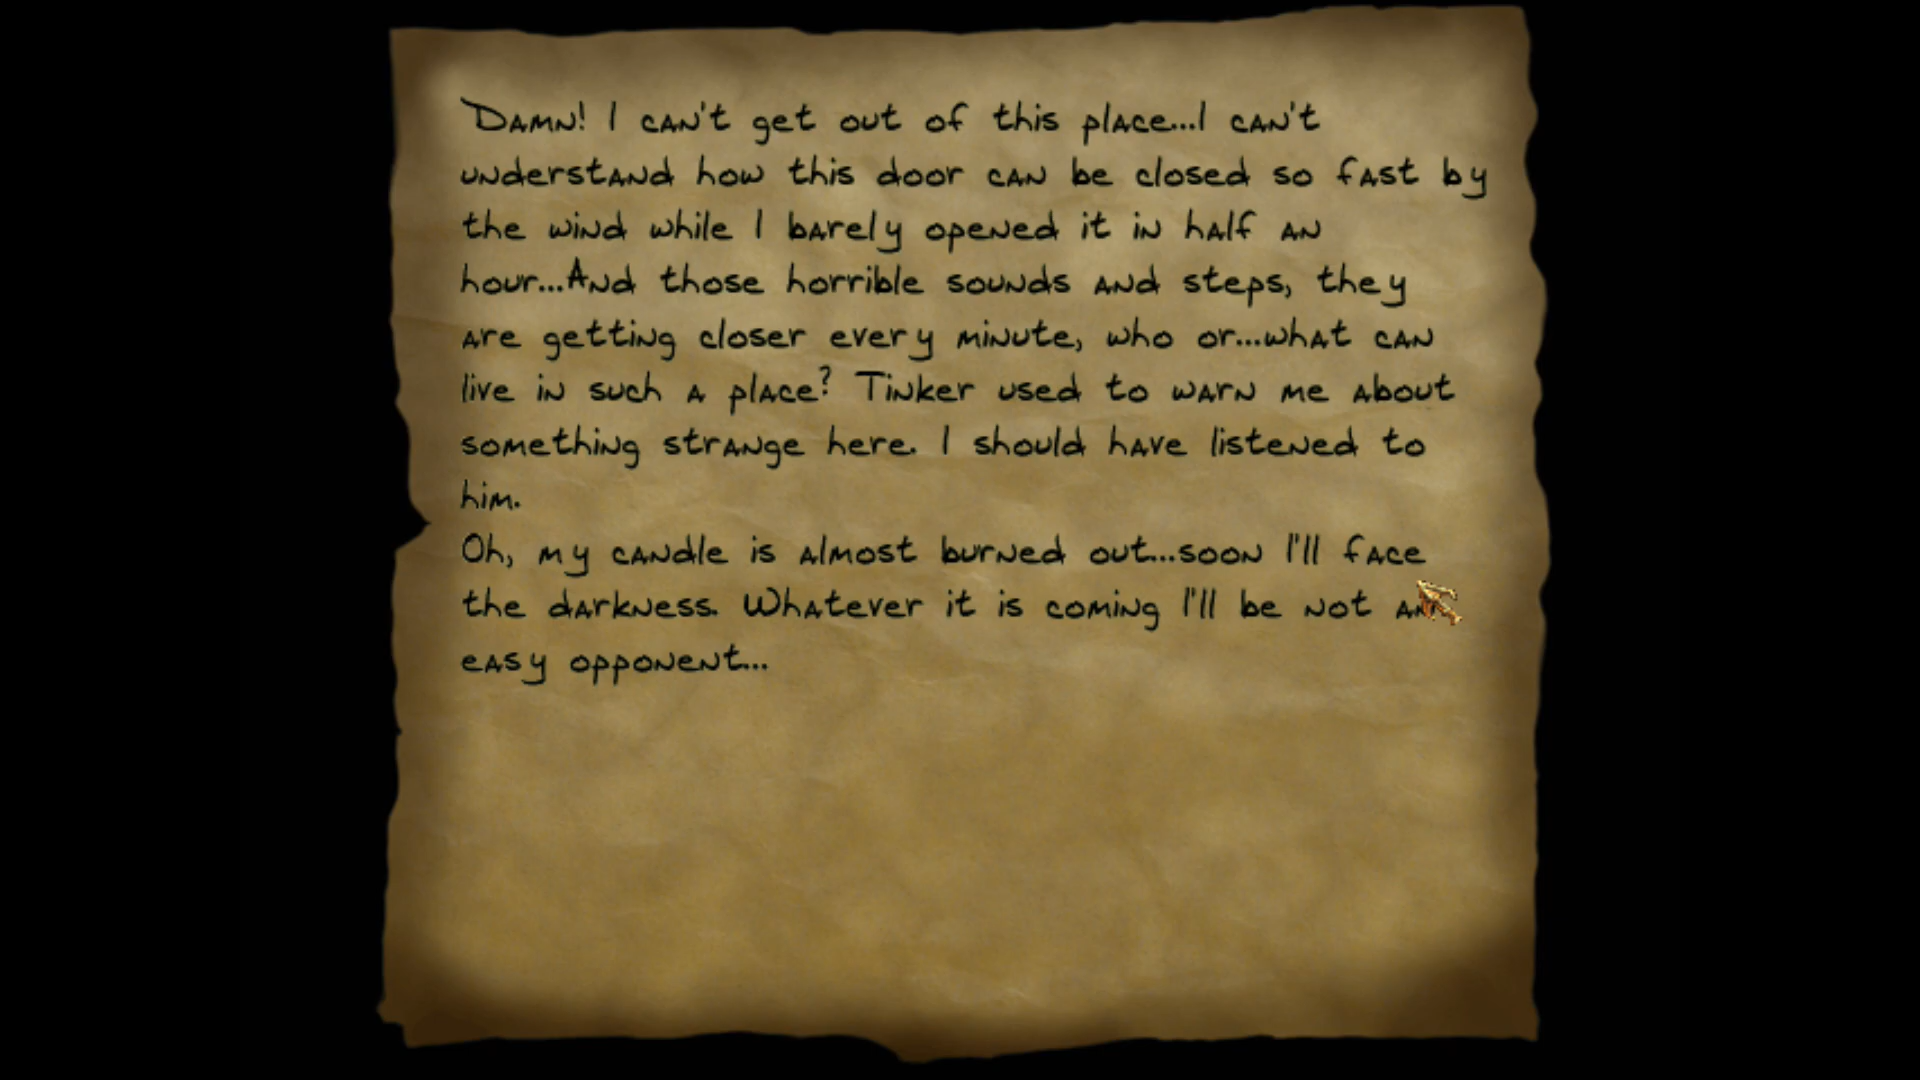 Damn! I can't get out of this place...I can't
understand how this door can be closed so fast by
the wind while I barely opened it in half an
hour...And those horrible sounds and steps, they
are getting closer every minute, who or...what can
live in such a place? Tinker used to warn me about
something strange here. I should have listened to
him.
Oh, my candle is almost burned out...soon I'll face
the darkness. Whatever it is coming I'll be not an
easy opponent...